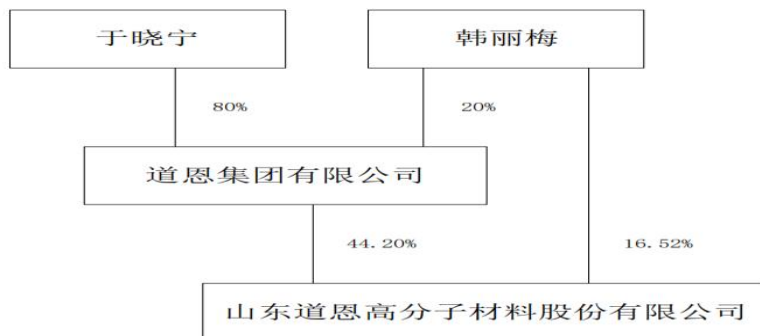 于晓宁
韩丽梅
80%
20%
道恩集团有限公司
44.20%
16.52%
山东道恩高分子材料股份有限公司